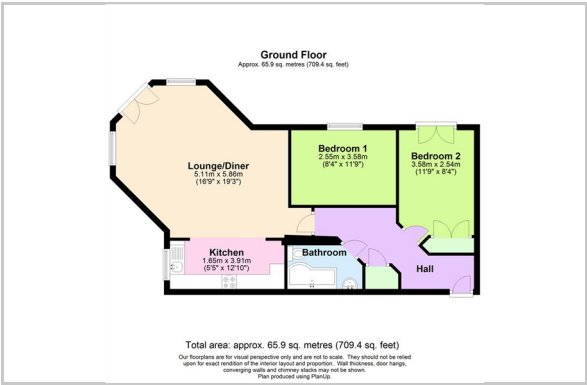 Ground Floor
Approx. 65.9 sq. metres (709.4 sq. feet)
Lounge/Diner
5.11m x 5.86m
(16'9" x 19'3")
Bedroom 1
2.55m x 3.58m
(8'4" x 11'9")
Bedroom 2
3.58m x 2.54m
(11'9" x 8'4")
Kitchen
1.65m x 3.91m
(5'5" x 12'10")
Bathroom
Hall
Total area: approx. 65.9 sq. metres (709.4 sq. feet)
Our floorplans are for visual perspective only and are not to scale. They should not be relied
upon for exact rendition of the interior layout and proportion. Wall thickness, door hangs,
converging walls and chimney stacks may not be shown.
Plan produced using PlanUp.